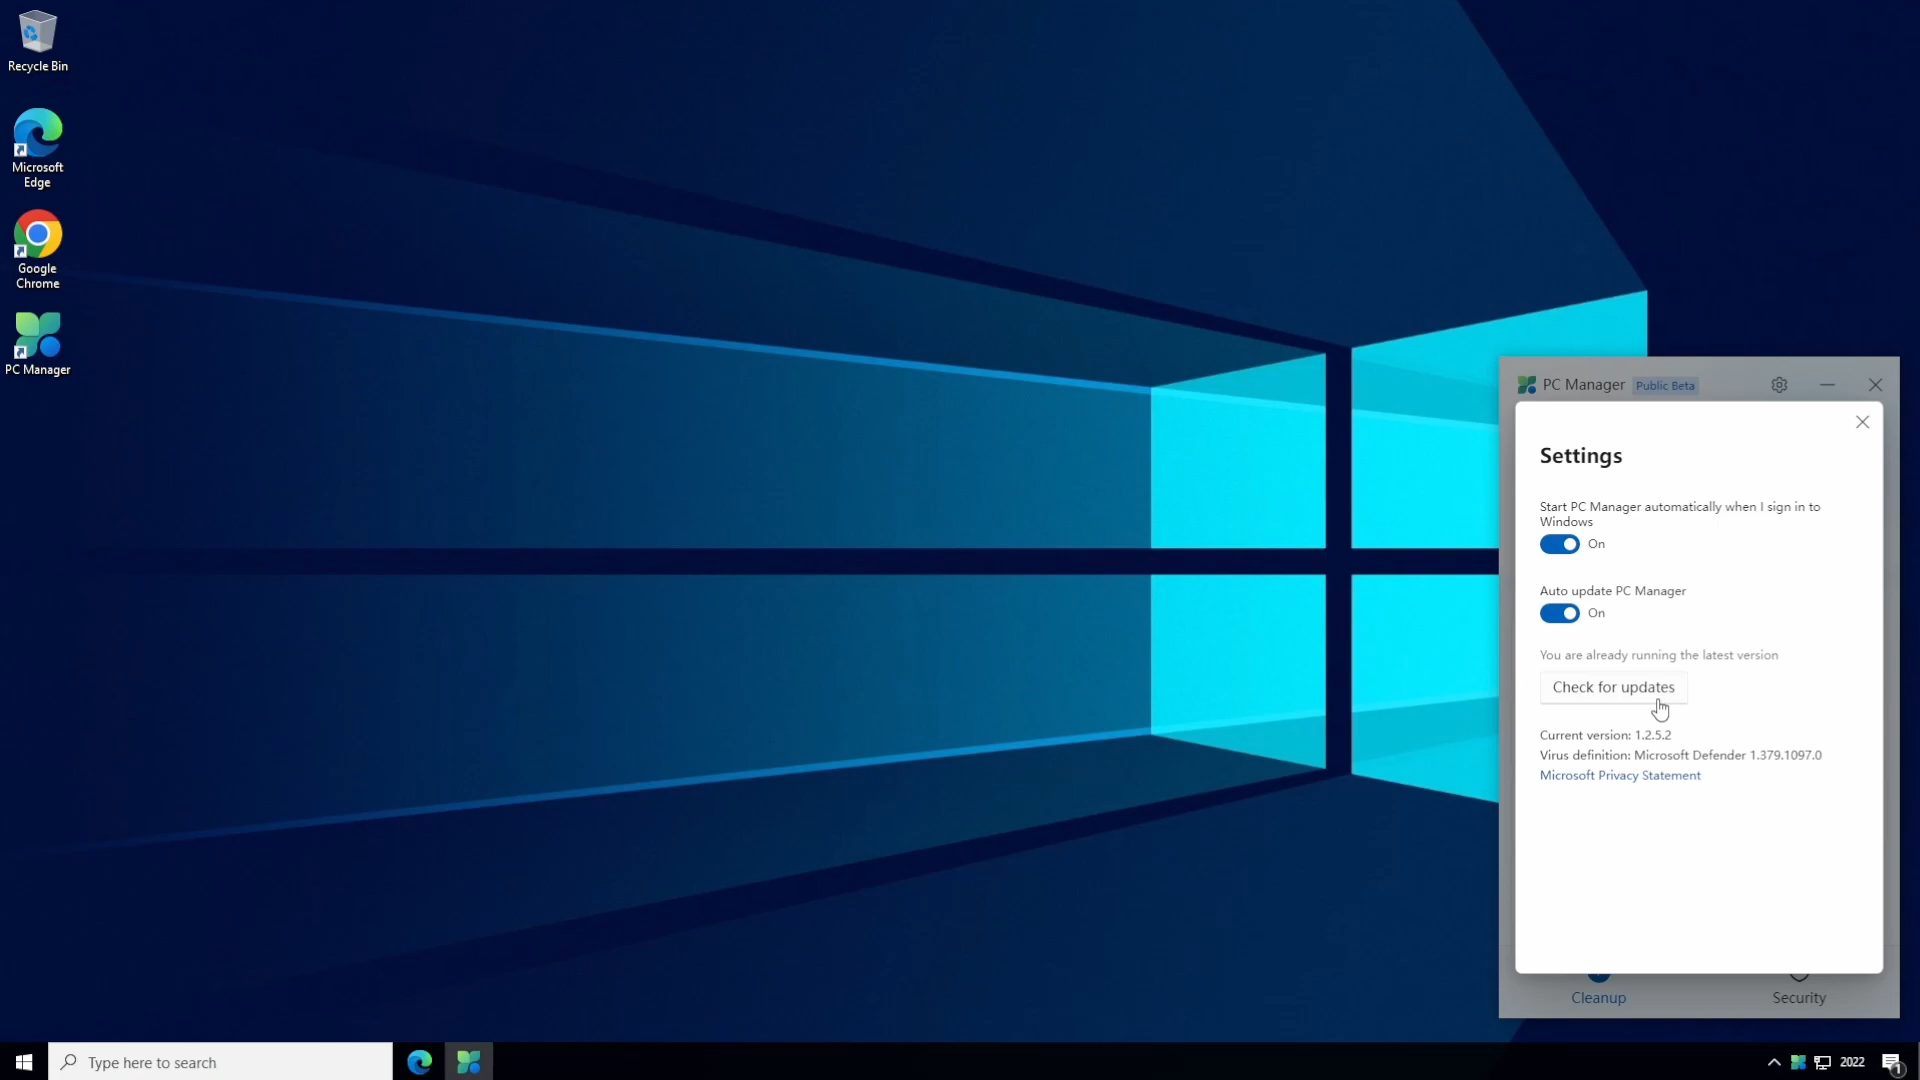 Recycle Bin
Microsoft
Edge
Google
Chrome
PC Manager
PC Manager Public Beta
Settings
Start PC Manager automatically when I sign in to
Windows
On
Auto update PC Manager
On
You are already running the latest version
Check for updates
Current version: 1.2.5.2
Virus definition: Microsoft Defender 1.379.1097.0
Microsoft Privacy Statement
Cleanup
Security
Type here to search
2022
1